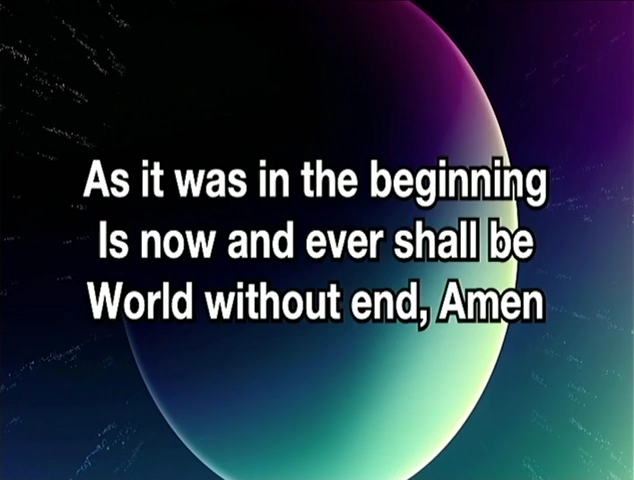 As it was in the beginning
Is now and ever shall be
World without end, Amen